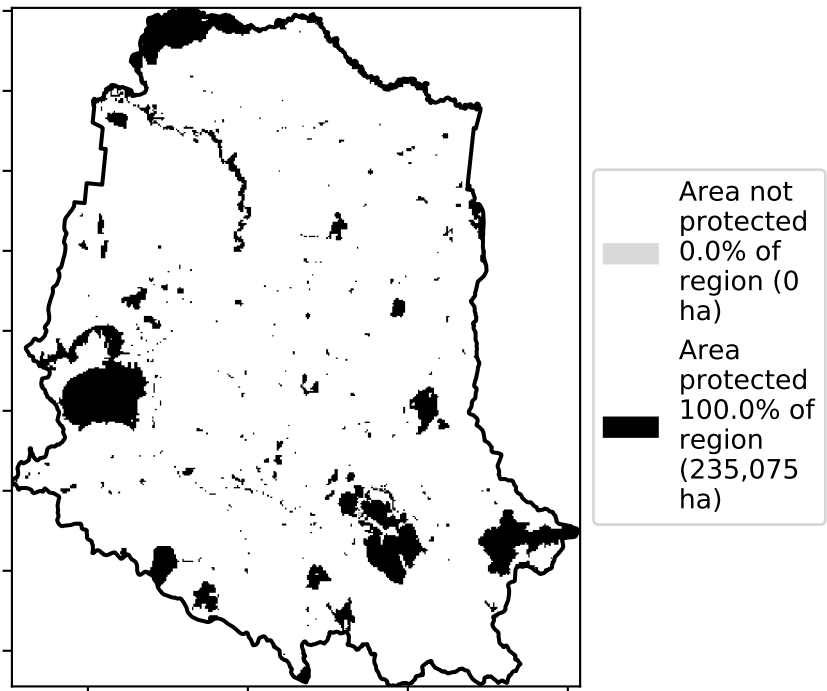 Area not
protected
0.0% of
region (0
ha)
Area
protected
100.0% of
region
(235,075
ha)